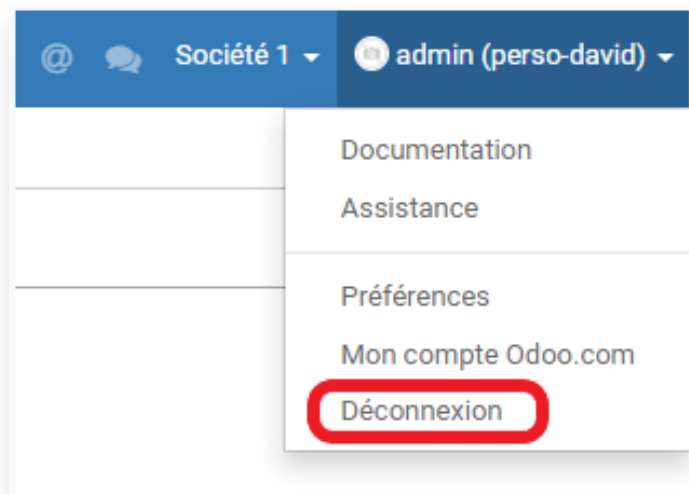 @ Société 1 admin (perso-david)
Documentation
Assistance
Préférences
Mon compte Odoo.com
Déconnexion